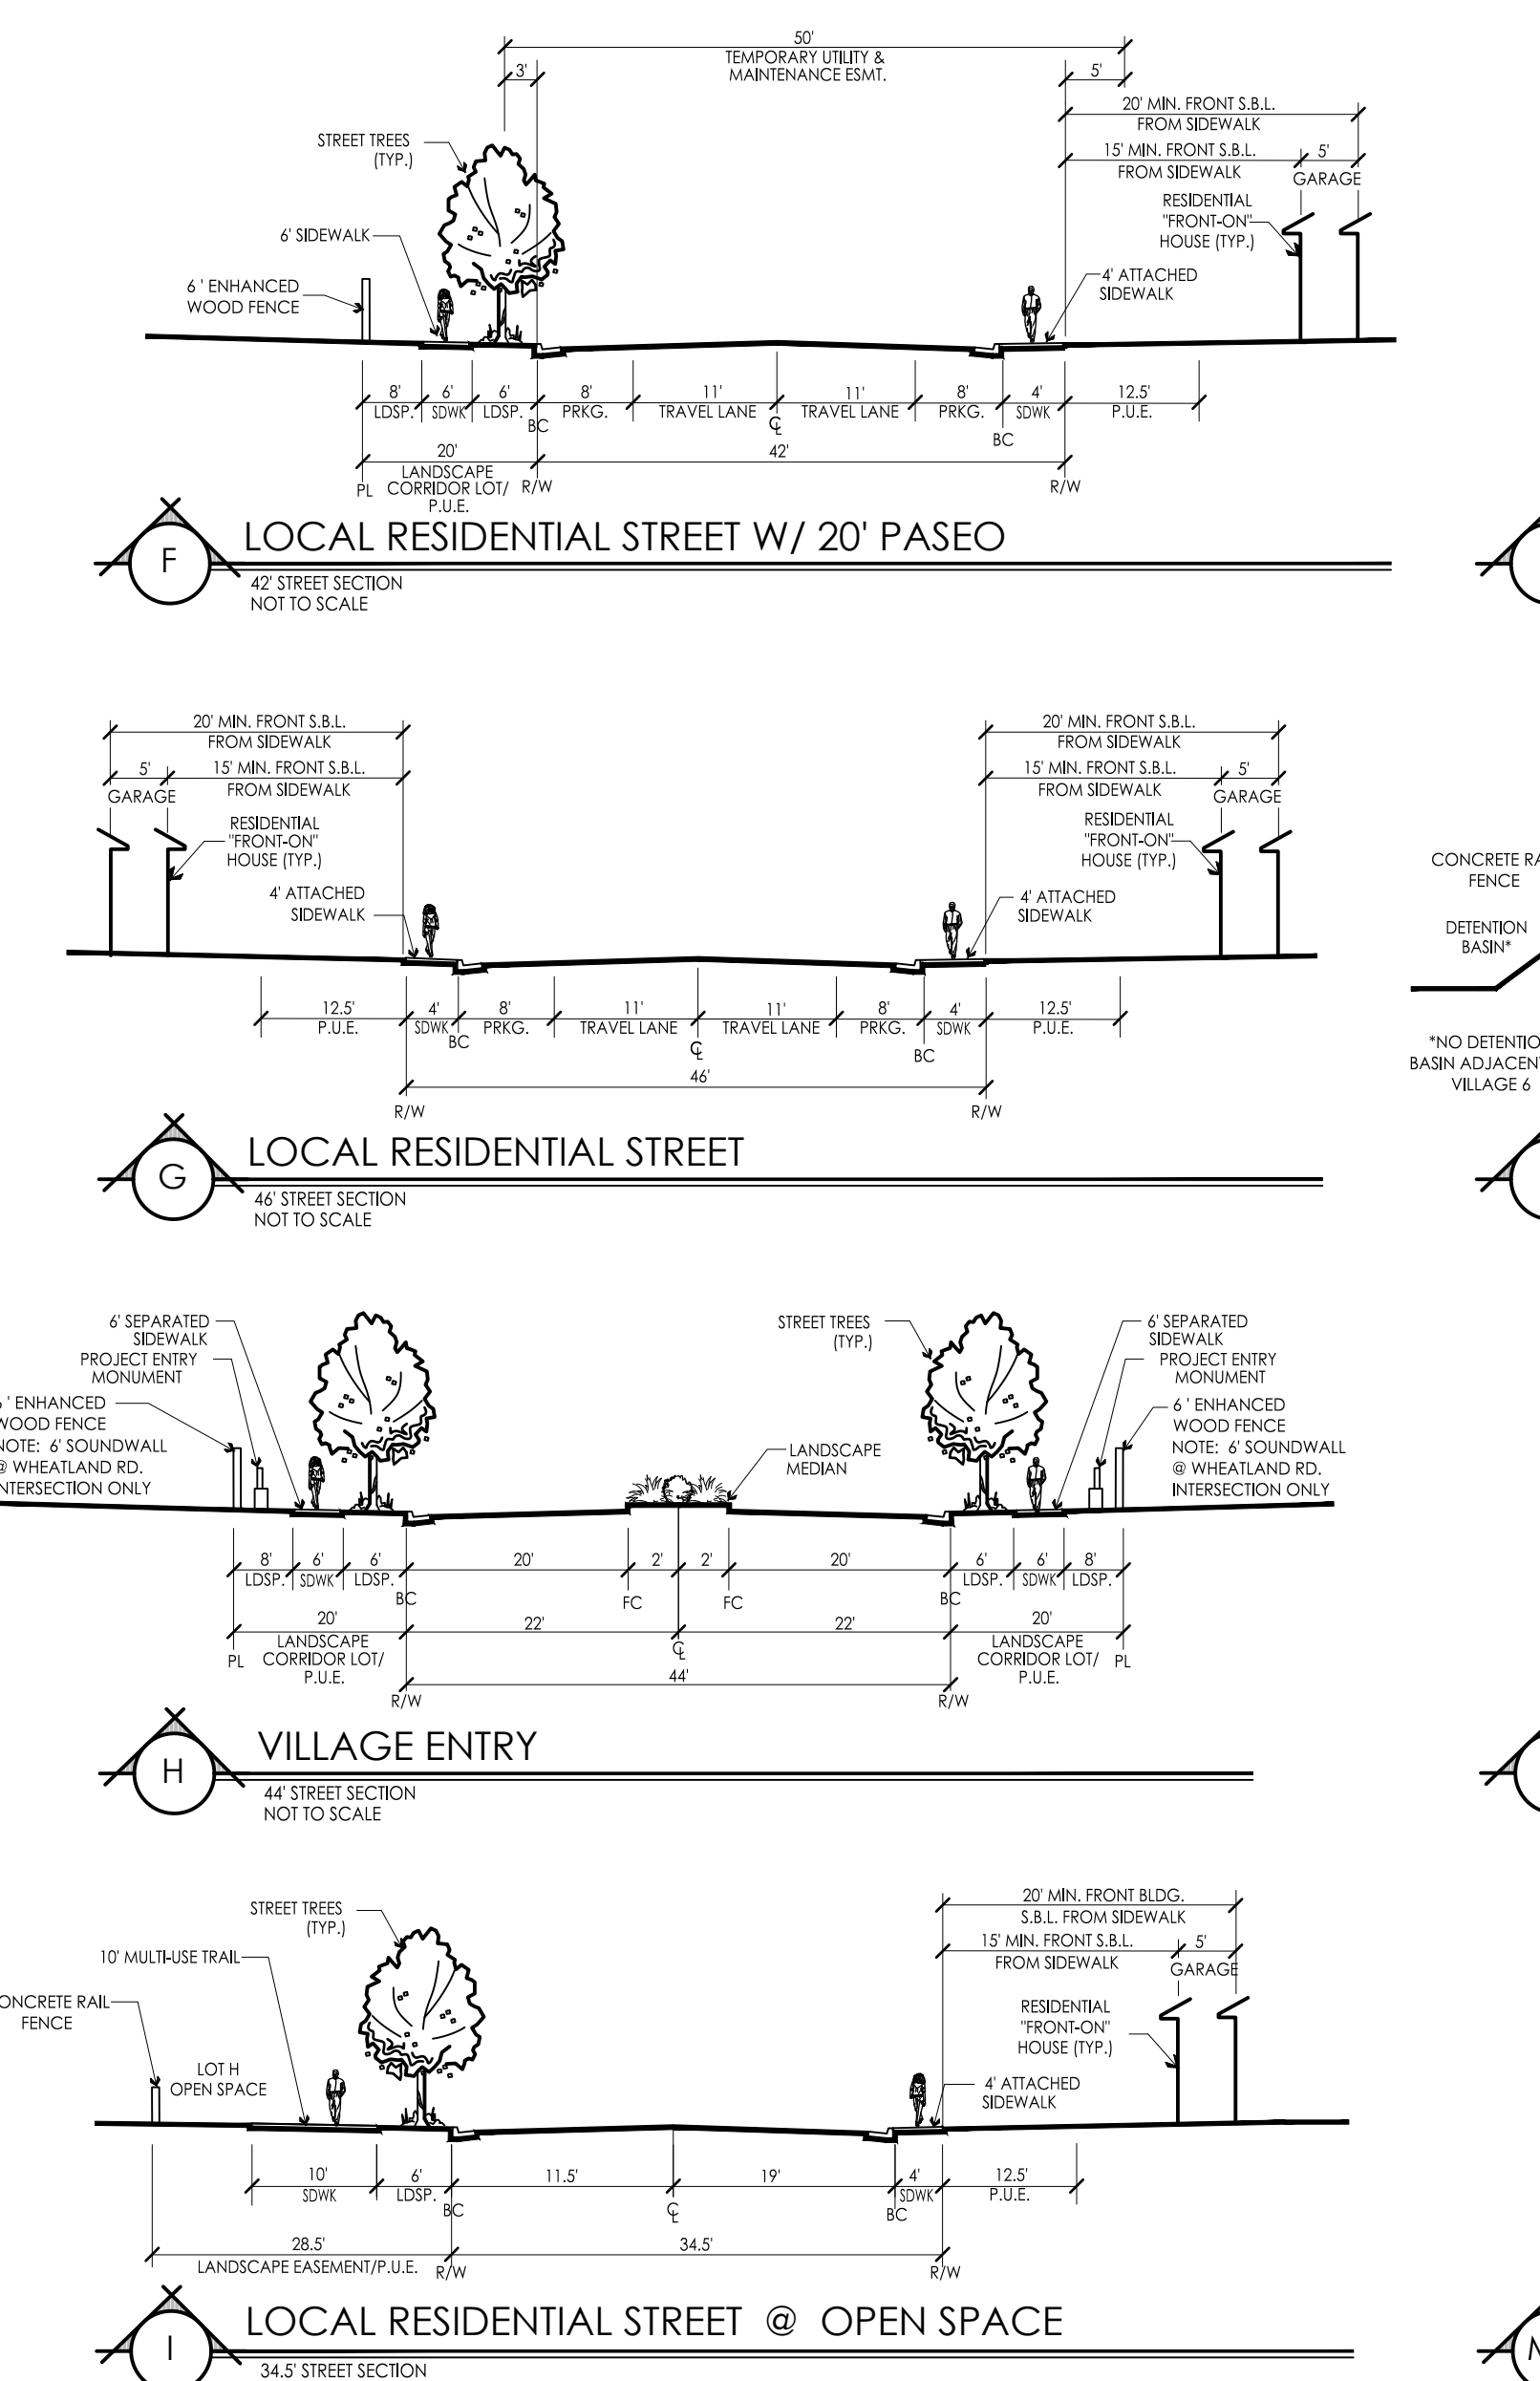 50'
TEMPORARY UTILITY &
MAINTENANCE ESMT.
3'
5'
20' MIN. FRONT S.B.L.
FROM SIDEWALK
15' MIN. FRONT S.B.L.
5'
FROM SIDEWALK
GARAGE
STREET TREES
(TYP.)
RESIDENTIAL
"FRONT-ON"
HOUSE (TYP.)
6' SIDEWALK
4' ATTACHED
SIDEWALK
6 ' ENHANCED
WOOD FENCE
8' 6' 6' 8' 11' 11' 8' 4' 12.5'
LDSP. SDWK LDSP. PRKG. TRAVEL LANE TRAVEL LANE PRKG. SDWK P.U.E.
BC ℄ BC
20' 42'
LANDSCAPE
CORRIDOR LOT/
P.U.E.
PL R/W R/W
F
LOCAL RESIDENTIAL STREET W/ 20' PASEO
42' STREET SECTION
NOT TO SCALE
20' MIN. FRONT S.B.L.
FROM SIDEWALK
5' 15' MIN. FRONT S.B.L.
GARAGE FROM SIDEWALK
RESIDENTIAL
"FRONT-ON"
HOUSE (TYP.)
4' ATTACHED
SIDEWALK
20' MIN. FRONT S.B.L.
FROM SIDEWALK
15' MIN. FRONT S.B.L. 5'
FROM SIDEWALK GARAGE
RESIDENTIAL
"FRONT-ON"
HOUSE (TYP.)
4' ATTACHED
SIDEWALK
12.5' 4' 8' 11' 11' 8' 4' 12.5'
P.U.E. SDWK PRKG. TRAVEL LANE TRAVEL LANE PRKG. SDWK P.U.E.
BC ℄ BC
46'
R/W R/W
G
LOCAL RESIDENTIAL STREET
46' STREET SECTION
NOT TO SCALE
CONCRETE
FENCE
DETENTION
BASIN*
*NO
BASIN
VILLAGE 6
6' SEPARATED
SIDEWALK
PROJECT ENTRY
MONUMENT
' ENHANCED
WOOD FENCE
NOTE: 6' SOUNDWALL
@ WHEATLAND RD.
INTERSECTION ONLY
STREET TREES
(TYP.)
LANDSCAPE
MEDIAN
6' SEPARATED
SIDEWALK
PROJECT ENTRY
MONUMENT
6 ' ENHANCED
WOOD FENCE
NOTE: 6' SOUNDWALL
@ WHEATLAND RD.
INTERSECTION ONLY
8' 6' 6' 20' 2' 2' 20' 6' 6' 8'
LDSP. SDWK LDSP. LDSP. SDWK LDSP.
BC FC FC BC
20' 22' 22' 20'
LANDSCAPE
CORRIDOR LOT/
P.U.E.
PL ℄
LANDSCAPE
CORRIDOR LOT/
P.U.E.
PL
44'
R/W R/W
H
VILLAGE ENTRY
44' STREET SECTION
NOT TO SCALE
STREET TREES
(TYP.)
10' MULTI-USE TRAIL
CONCRETE RAIL
FENCE
LOT H
OPEN SPACE
20' MIN. FRONT BLDG.
S.B.L. FROM SIDEWALK
15' MIN. FRONT S.B.L. 5'
FROM SIDEWALK GARAGE
RESIDENTIAL
"FRONT-ON"
HOUSE (TYP.)
4' ATTACHED
SIDEWALK
10' 6' 11.5' 19' 4' 12.5'
SDWK LDSP. SDWK P.U.E.
BC ℄ BC
28.5' 34.5'
LANDSCAPE EASEMENT/P.U.E. R/W R/W
I
LOCAL RESIDENTIAL STREET @ OPEN SPACE
34.5' STREET SECTION